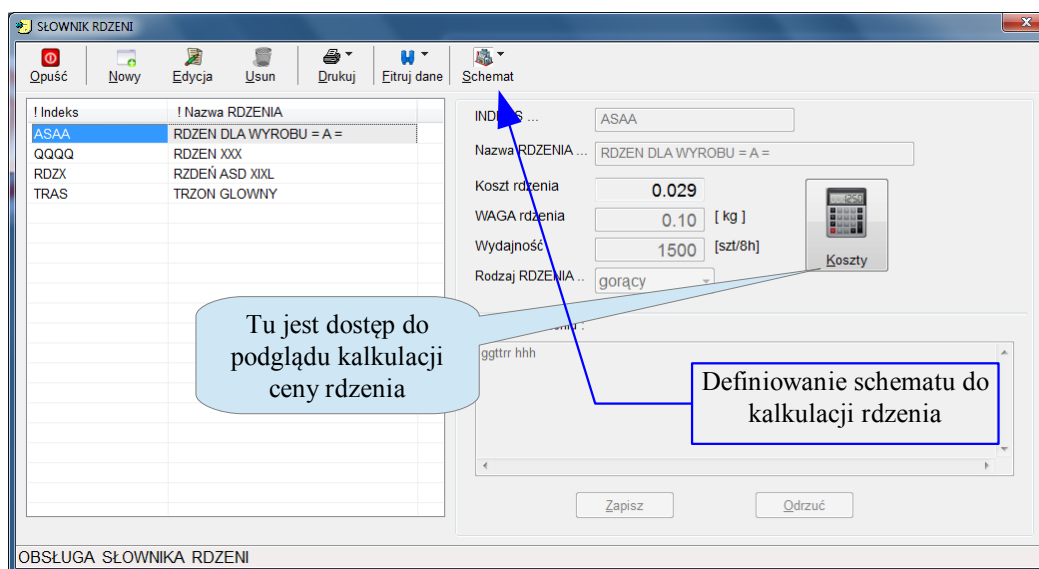 SŁOWNIK RDZENI
Opuść Nowy Edycja Usun Drukuj Fitruj dane Schemat
! Indeks ! Nazwa RDZENIA
ASAA RDZEN DLA WYROBU = A =
QQQQ RDZEN XXX
RDZX RZDEŃ ASD XIXL
TRAS TRZON GLOWNY
INDEKS ... ASAA
Nazwa RDZENIA ... RDZEN DLA WYROBU = A =
Koszt rdzenia 0.029
WAGA rdzenia 0.10 [ kg ]
Wydajność 1500 [szt/8h]
Rodzaj RDZENIA .. gorący
Koszty
Tu jest dostęp do
podglądu kalkulacji
ceny rdzenia
ggttrr hhh
Definiowanie schematu do
kalkulacji rdzenia
Zapisz Odrzuć
OBSŁUGA SŁOWNIKA RDZENI